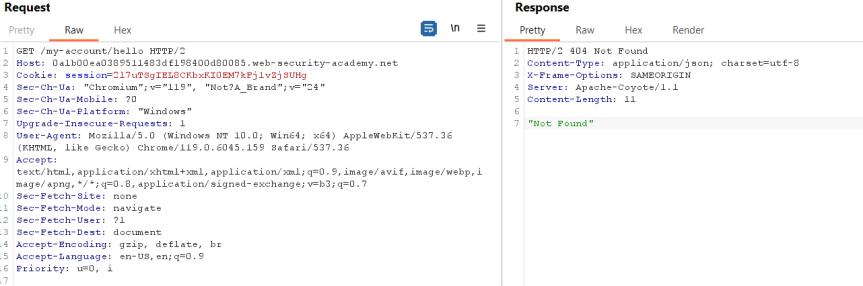 Request
Pretty Raw Hex
\n
1 GET /my-account/hello HTTP/2
2 Host: 0a1b00ea0389511483df198400d80085.web-security-academy.net
3 Cookie: session=
4 Sec-Ch-Ua: "Chromium";v="119", "Not?A_Brand";v="24"
5 Sec-Ch-Ua-Mobile: ?0
6 Sec-Ch-Ua-Platform: "Windows"
7 Upgrade-Insecure-Requests: 1
8 User-Agent: Mozilla/5.0 (Windows NT 10.0; Win64; x64) AppleWebKit/537.36
(KHTML, like Gecko) Chrome/119.0.6045.159 Safari/537.36
9 Accept:
text/html,application/xhtml+xml,application/xml;q=0.9,image/avif,image/webp,i
mage/apng,*/*;q=0.8,application/signed-exchange;v=b3;q=0.7
10 Sec-Fetch-Site: none
11 Sec-Fetch-Mode: navigate
12 Sec-Fetch-User: ?1
13 Sec-Fetch-Dest: document
14 Accept-Encoding: gzip, deflate, br
15 Accept-Language: en-US,en;q=0.9
16 Priority: u=0, i
17
Response
Pretty Raw Hex Render
1 HTTP/2 404 Not Found
2 Content-Type: application/json; charset=utf-8
3 X-Frame-Options: SAMEORIGIN
4 Server: Apache-Coyote/1.1
5 Content-Length: 11
6
7 "Not Found"